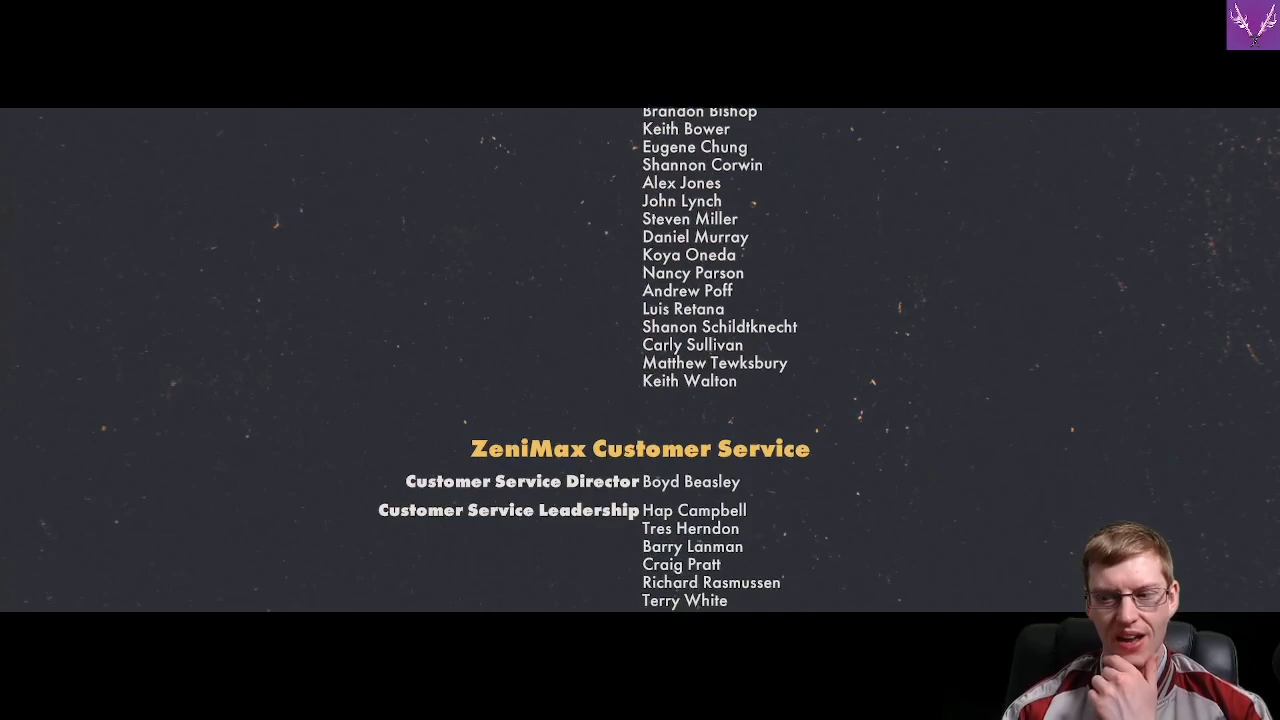 Brandon Bishop
Keith Bower
Eugene Chung
Shannon Corwin
Alex Jones
John Lynch
Steven Miller
Daniel Murray
Koya Oneda
Nancy Parson
Andrew Poff
Luis Retana
Shanon Schildtknecht
Carly Sullivan
Matthew Tewksbury
Keith Walton
ZeniMax Customer Service
Customer Service Director Boyd Beasley
Customer Service Leadership Hap Campbell
Tres Herndon
Barry Lanman
Craig Pratt
Richard Rasmussen
Terry White